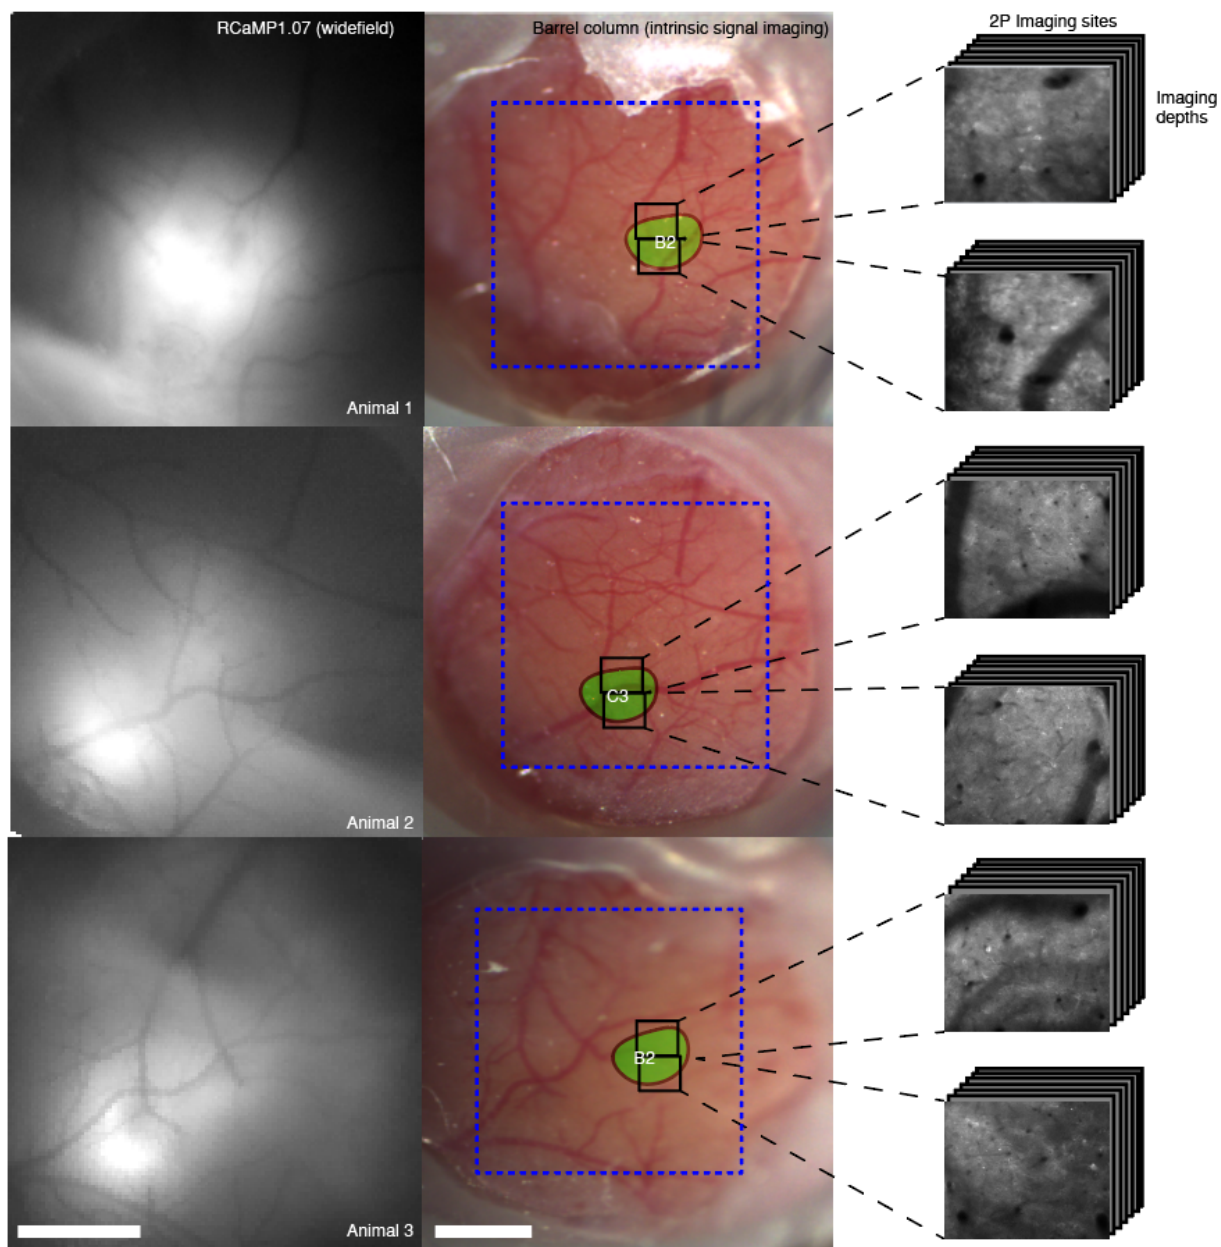 RCaMP1.07 (widefield)
Barrel column (intrinsic signal imaging)
2P Imaging sites
Imaging
depths
B2
Animal 1
C3
Animal 2
B2
Animal 3